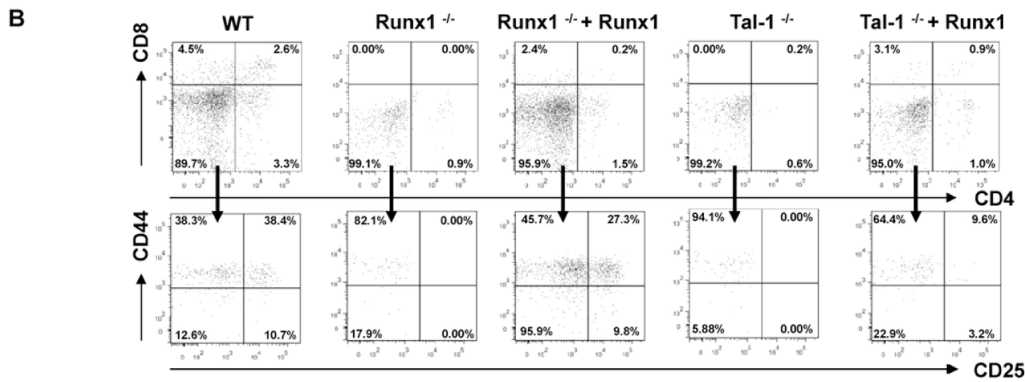 B
WT Runx1 -/- Runx1 -/- + Runx1 Tal-1 -/- Tal-1 -/- + Runx1
CD8
4.5% 2.6% 0.00% 0.00% 2.4% 0.2% 0.00% 0.2% 3.1% 0.9%
89.7% 3.3% 99.1% 0.9% 95.9% 1.5% 99.2% 0.6% 95.0% 1.0%
CD4
CD44
38.3% 38.4% 82.1% 0.00% 45.7% 27.3% 94.1% 0.00% 64.4% 9.6%
12.6% 10.7% 17.9% 0.00% 95.9% 9.8% 5.88% 0.00% 22.9% 3.2%
CD25